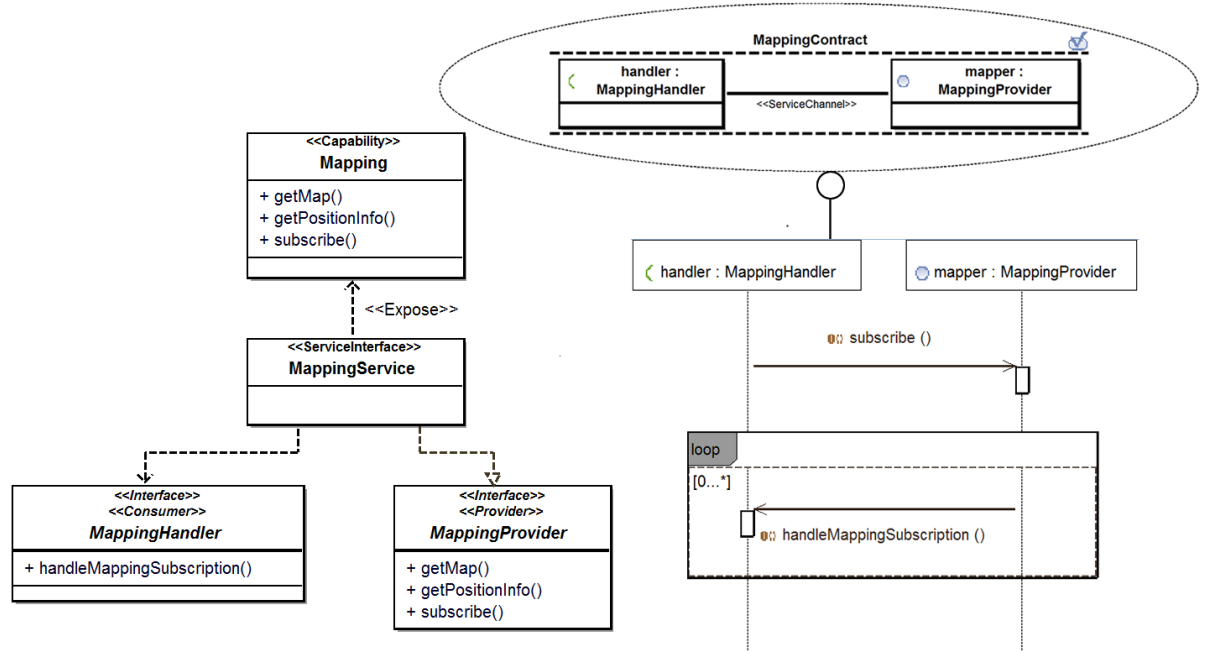 MappingContract
handler :
MappingHandler
<<ServiceChannel>>
mapper :
MappingProvider
<<Capability>>
Mapping
+ getMap()
+ getPositionInfo()
+ subscribe()
<<Expose>>
<<ServiceInterface>>
MappingService
<<Interface>>
<<Consumer>>
MappingHandler
+ handleMappingSubscription()
<<Interface>>
<<Provider>>
MappingProvider
+ getMap()
+ getPositionInfo()
+ subscribe()
handler : MappingHandler
mapper : MappingProvider
subscribe ()
loop
[0...*]
handleMappingSubscription ()